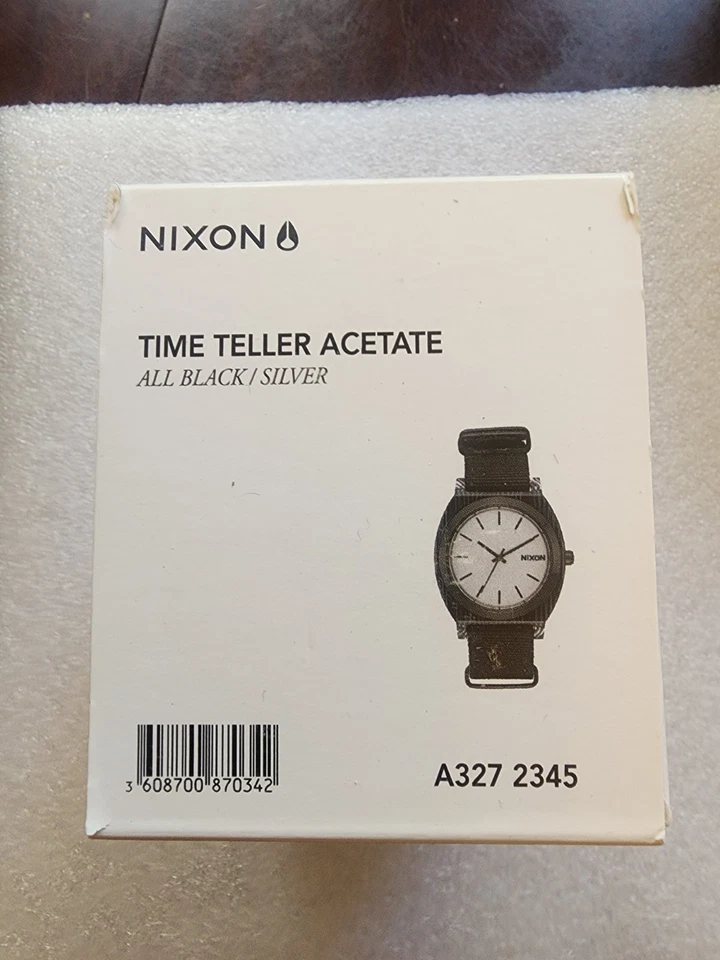 NIXON
TIME TELLER ACETATE
ALL BLACK / SILVER
NIXON
3 608700 870342
A327 2345